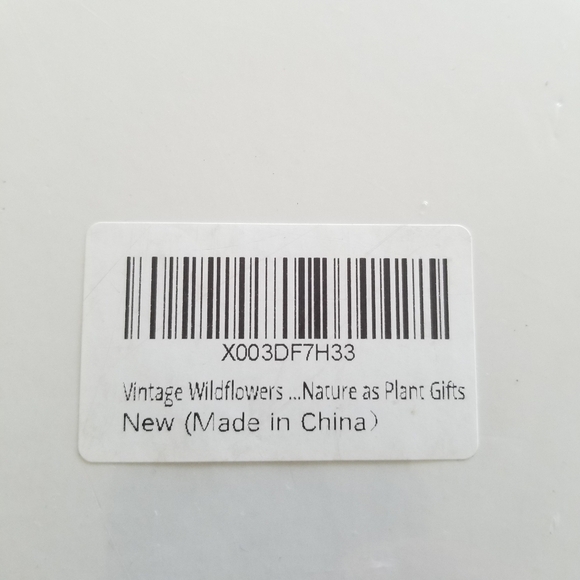 X003DF7H33
Vintage Wildflowers ...Nature as Plant Gifts
New (Made in China）